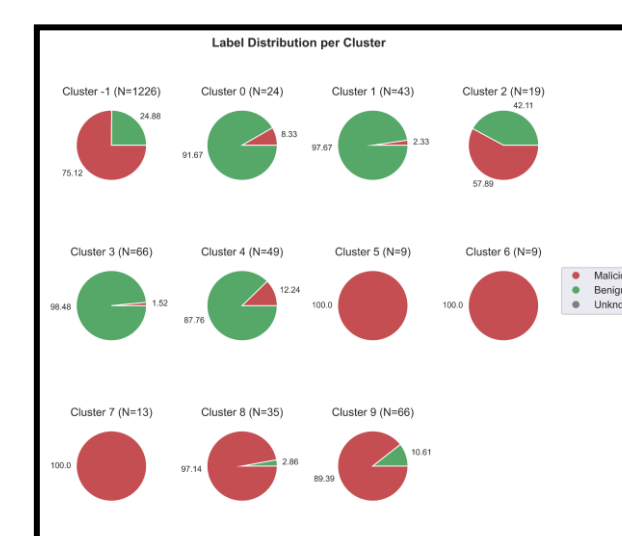 Label Distribution per Cluster
Cluster -1 (N=1226)
24.88
75.12
Cluster 0 (N=24)
8.33
91.67
Cluster 1 (N=43)
2.33
97.67
Cluster 2 (N=19)
42.11
57.89
Cluster 3 (N=66)
1.52
98.48
Cluster 4 (N=49)
12.24
87.76
Cluster 5 (N=9)
100.0
Cluster 6 (N=9)
100.0
Malicio
Benign
Unkno
Cluster 7 (N=13)
100.0
Cluster 8 (N=35)
2.86
97.14
Cluster 9 (N=66)
10.61
89.39